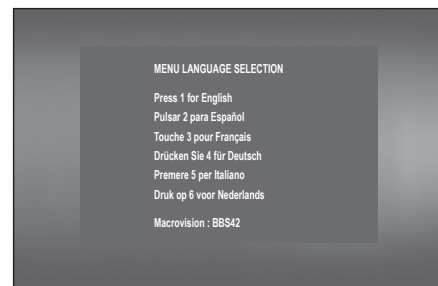 MENU LANGUAGE SELECTION
Press 1 for English
Pulsar 2 para Español
Touche 3 pour Français
Drücken Sie 4 für Deutsch
Premere 5 per Italiano
Druk op 6 voor Nederlands
Macrovision : BBS42